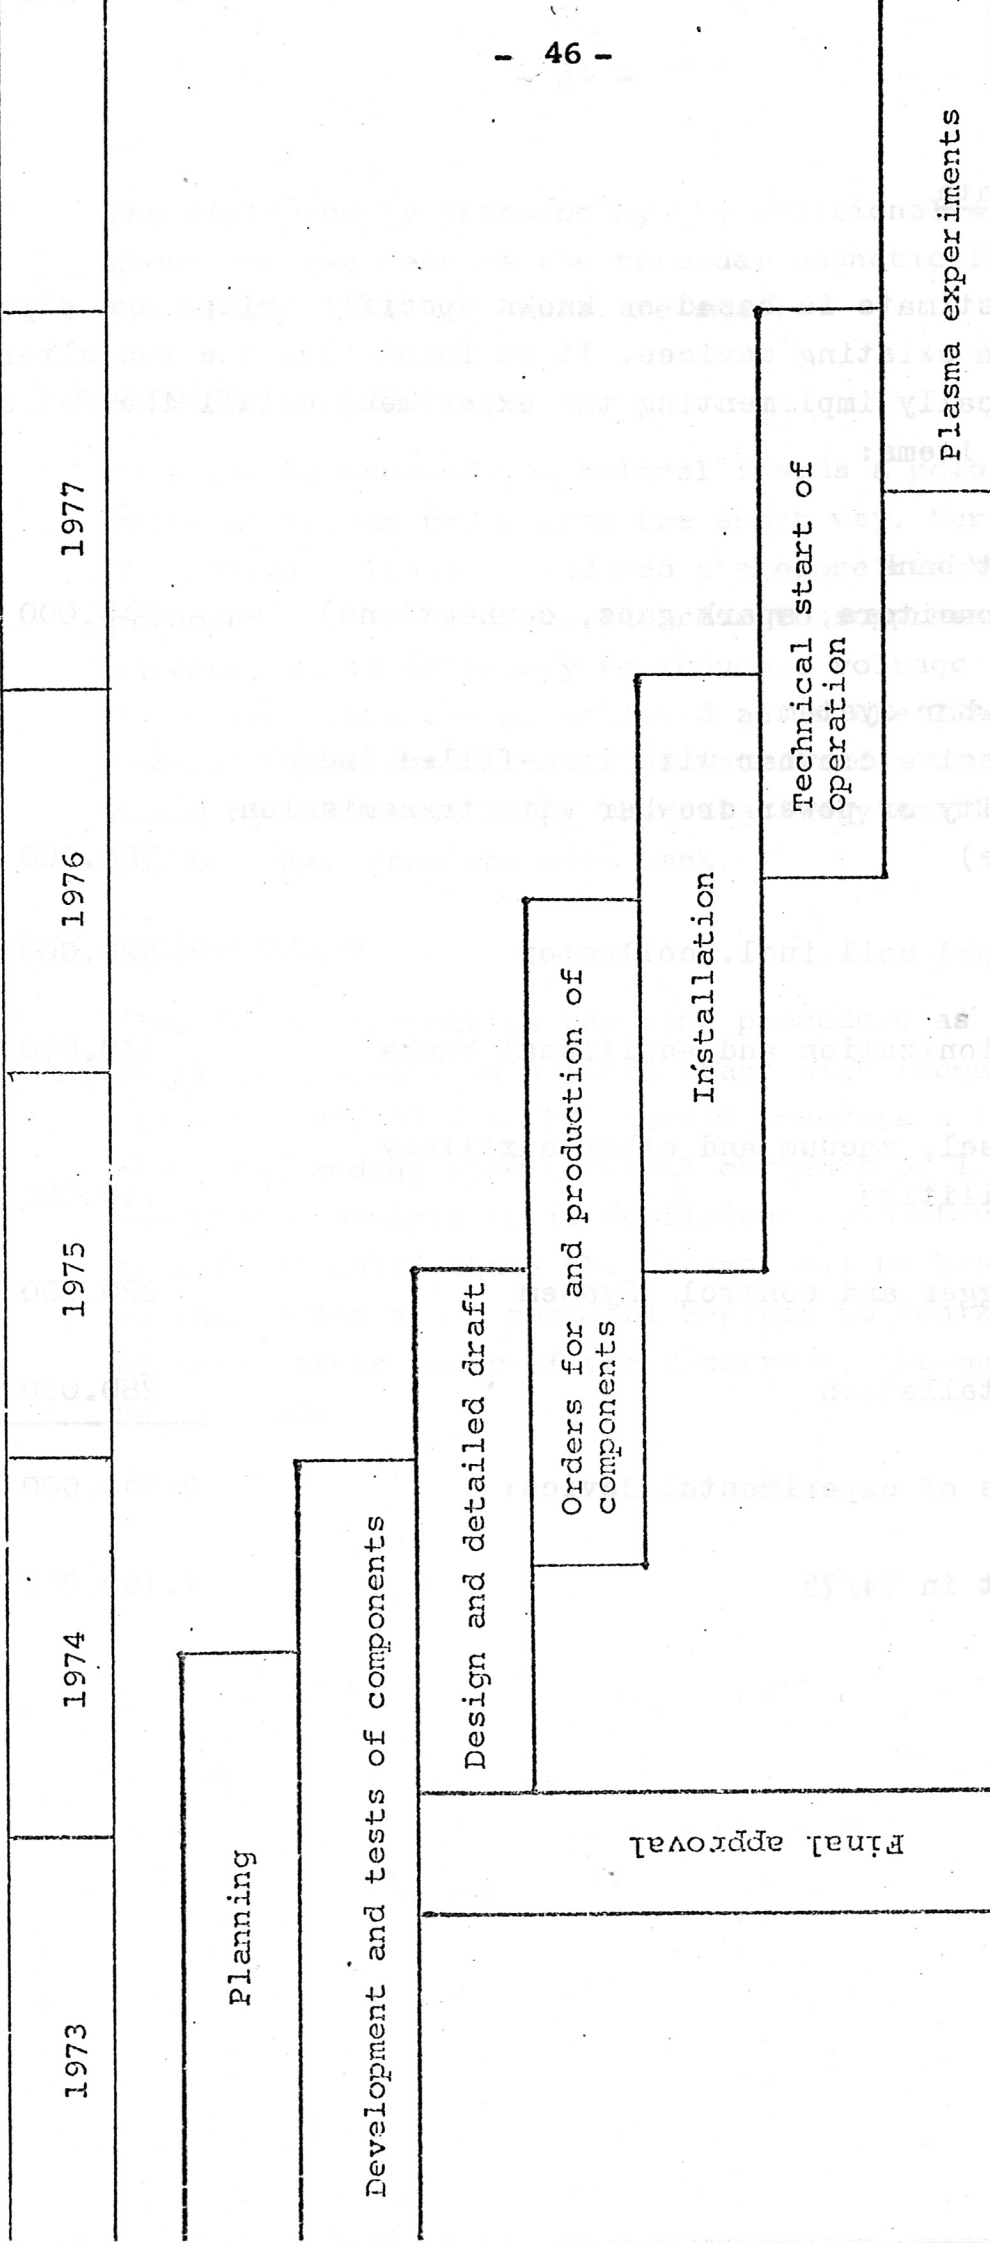 - 46 -
1973
1974
1975
1976
1977
Planning
Development and tests of components
Final approval
Design and detailed draft
Orders for and production of
components
Installation
Technical start of
operation
Plasma experiments